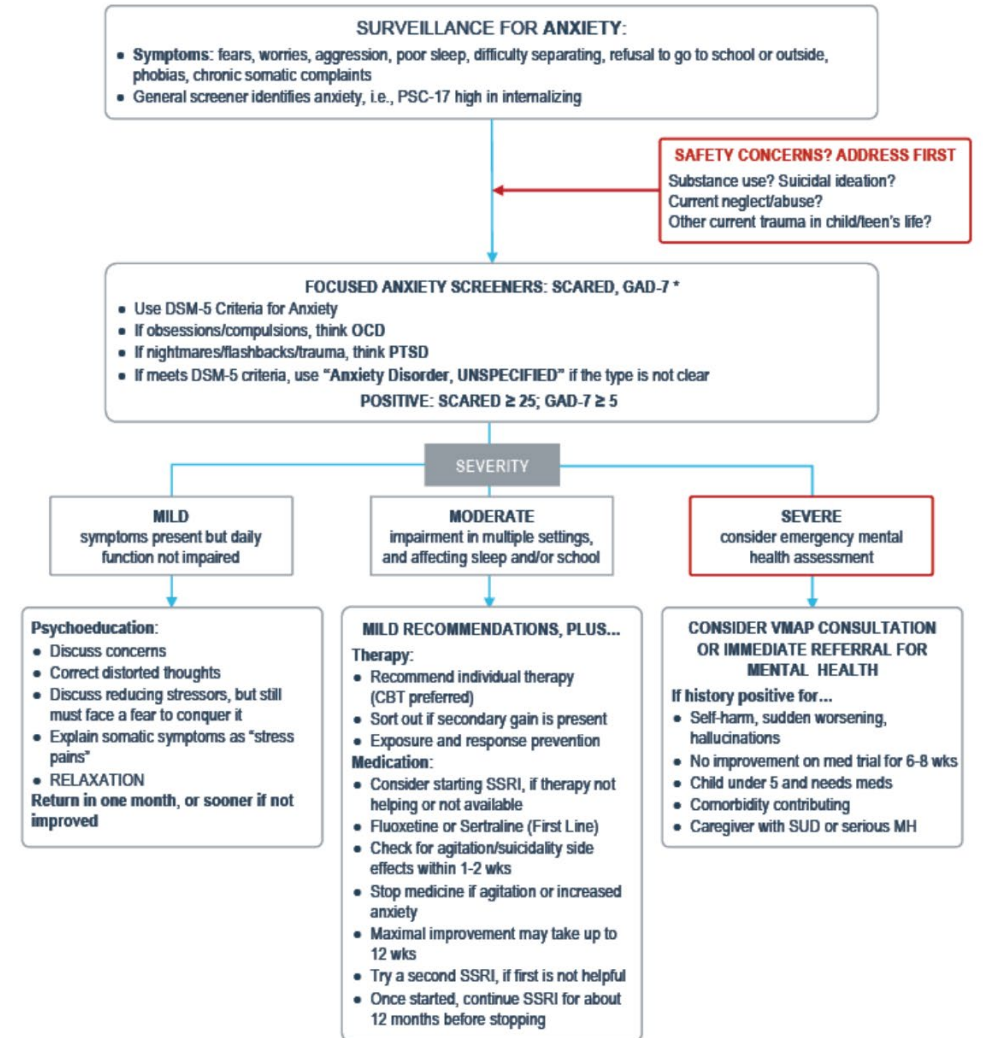 SURVEILLANCE FOR ANXIETY:
• Symptoms: fears, worries, aggression, poor sleep, difficulty separating, refusal to go to school or outside,
phobias, chronic somatic complaints
• General screener identifies anxiety, i.e., PSC-17 high in internalizing
SAFETY CONCERNS? ADDRESS FIRST
Substance use? Suicidal ideation?
Current neglect/abuse?
Other current trauma in child/teen's life?
FOCUSED ANXIETY SCREENERS: SCARED, GAD-7 *
• Use DSM-5 Criteria for Anxiety
• If obsessions/compulsions, think OCD
• If nightmares/flashbacks/trauma, think PTSD
• If meets DSM-5 criteria, use “Anxiety Disorder, UNSPECIFIED” if the type is not clear
POSITIVE: SCARED ≥ 25; GAD-7 ≥ 5
SEVERITY
MILD
symptoms present but daily
function not impaired
MODERATE
impairment in multiple settings,
and affecting sleep and/or school
SEVERE
consider emergency mental
health assessment
Psychoeducation:
• Discuss concerns
• Correct distorted thoughts
• Discuss reducing stressors, but still
must face a fear to conquer it
• Explain somatic symptoms as “stress
pains”
• RELAXATION
Return in one month, or sooner if not
improved
MILD RECOMMENDATIONS, PLUS...
Therapy:
• Recommend individual therapy
(CBT preferred)
• Sort out if secondary gain is present
• Exposure and response prevention
Medication:
• Consider starting SSRI, if therapy not
helping or not available
• Fluoxetine or Sertraline (First Line)
• Check for agitation/suicidality side
effects within 1-2 wks
• Stop medicine if agitation or increased
anxiety
• Maximal improvement may take up to
12 wks
• Try a second SSRI, if first is not helpful
• Once started, continue SSRI for about
12 months before stopping
CONSIDER VMAP CONSULTATION
OR IMMEDIATE REFERRAL FOR
MENTAL HEALTH
If history positive for...
• Self-harm, sudden worsening,
hallucinations
• No improvement on med trial for 6-8 wks
• Child under 5 and needs meds
• Comorbidity contributing
• Caregiver with SUD or serious MH